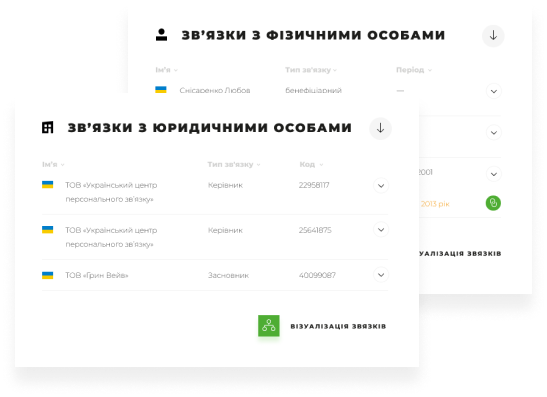 ЗВ’ЯЗКИ З ФІЗИЧНИМИ ОСОБАМИ
Ім’я Тип зв’язку Період
Снісаренко Любов бенефіціарний —
2001
2013 рік
УАЛІЗАЦІЯ ЗВЯЗКІВ
ЗВ’ЯЗКИ З ЮРИДИЧНИМИ ОСОБАМИ
Ім’я Тип зв’язку Код
ТОВ «Український центр Керівник 22958117
персонального зв’язку»
ТОВ «Український центр Керівник 25641875
персонального зв’язку»
ТОВ «Грин Вейв» Засновник 40099087
ВІЗУАЛІЗАЦІЯ ЗВЯЗКІВ